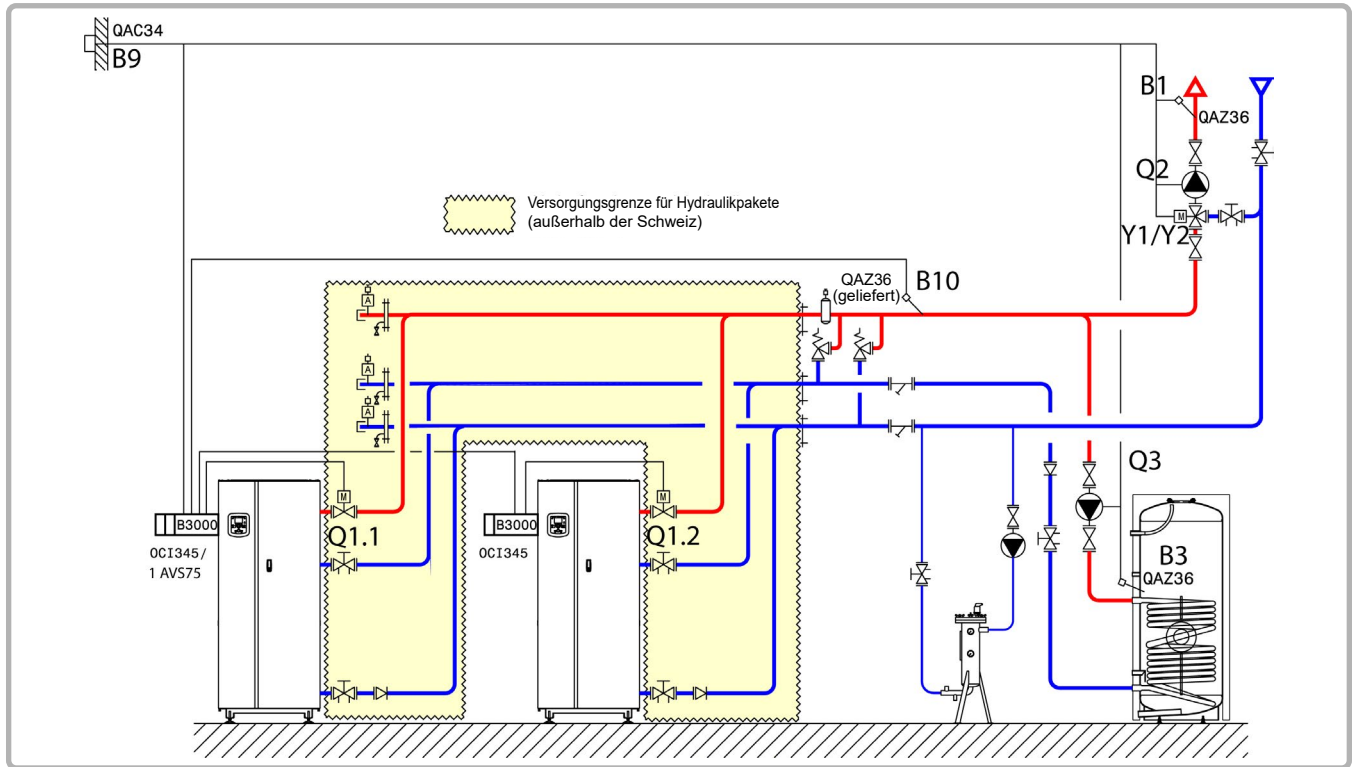 QAC34
B9
B1
QAZ36
Q2
Versorgungsgrenze für Hydraulikpakete
(außerhalb der Schweiz)
M
Y1/Y2
QAZ36
(geliefert)
B10
A
A
A
Q3
M
M
B3000
Q1.1
B3000
Q1.2
OCI345/
1 AVS75
OCI345
B3
QAZ36